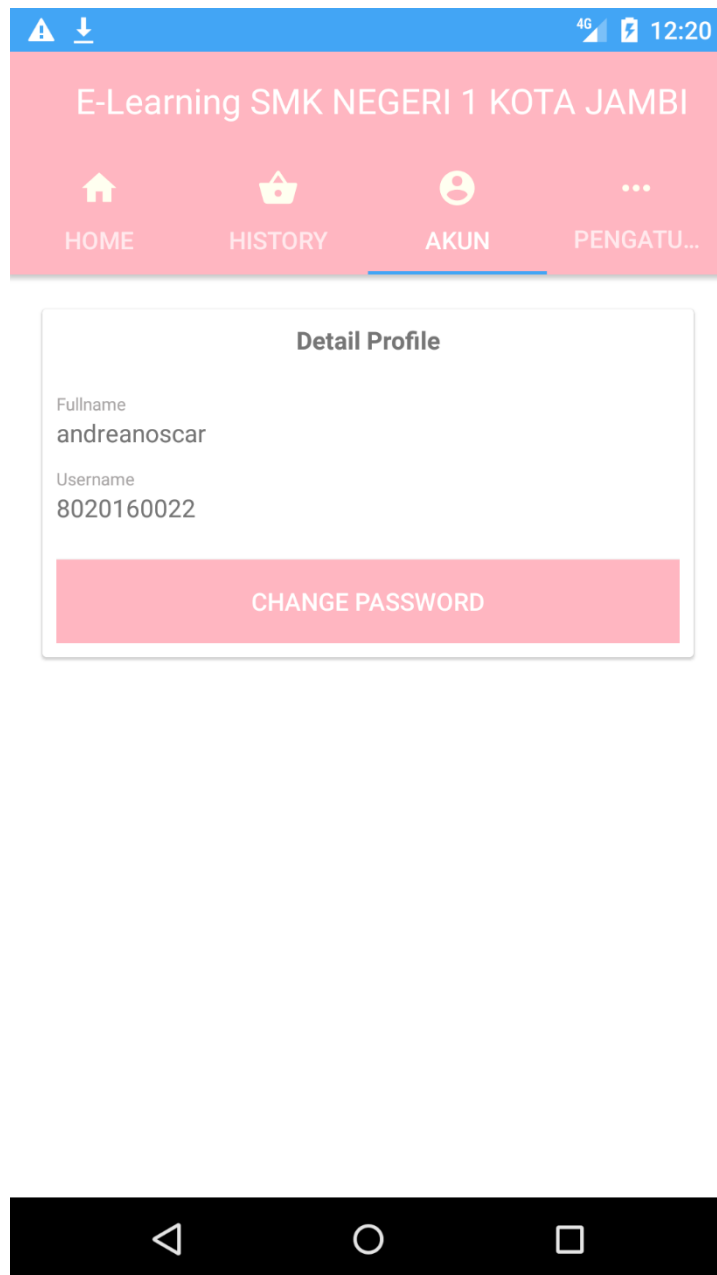 4G 12:20
E-Learning SMK NEGERI 1 KOTA JAMBI
HOME HISTORY AKUN PENGATU...
Detail Profile
Fullname
andreanoscar
Username
8020160022
CHANGE PASSWORD